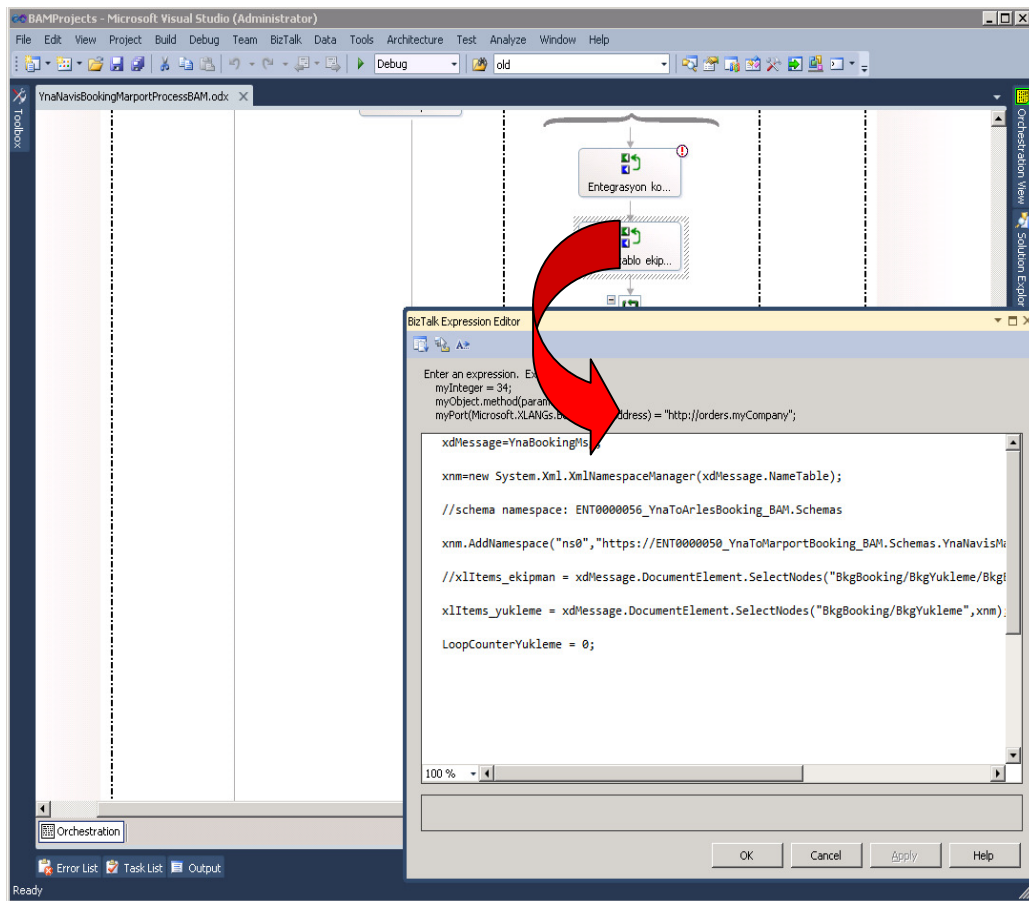 BAMProjects - Microsoft Visual Studio (Administrator)
File Edit View Project Build Debug Team BizTalk Data Tools Architecture Test Analyze Window Help
Debug old
YnaNavisBookingMarportProcessBAM.odx
Toolbox
Orchestration View
Solution Explor
Entegrasyon ko...
ablo ekip...
BizTalk Expression Editor
Enter an expression. Ex
myInteger = 34;
myObject.method(param
myPort(Microsoft.XLANGs.Ba ddress) = "http://orders.myCompany";
xdMessage=YnaBookingMs ;
xnm=new System.Xml.XmlNamespaceManager(xdMessage.NameTable);
//schema namespace: ENT0000056_YnaToArlesBooking_BAM.Schemas
xnm.AddNamespace("ns0","https://ENT0000050_YnaToMarportBooking_BAM.Schemas.YnaNavisMa
//xlItems_ekipman = xdMessage.DocumentElement.SelectNodes("BkgBooking/BkgYukleme/BkgE
xlItems_yukleme = xdMessage.DocumentElement.SelectNodes("BkgBooking/BkgYukleme",xnm);
LoopCounterYukleme = 0;
100 %
Orchestration
OK Cancel Apply Help
Error List Task List Output
Ready